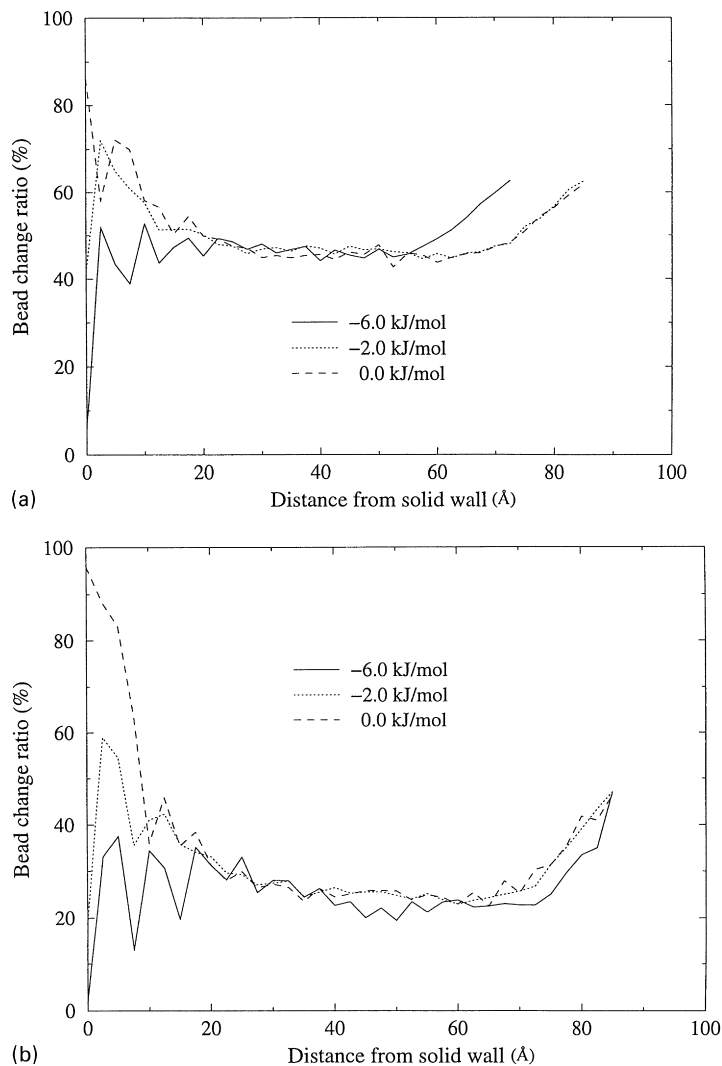 100
80
60
40
20
0
Bead change ratio (%)
−6.0 kJ/mol
−2.0 kJ/mol
0.0 kJ/mol
0 20 40 60 80 100
Distance from solid wall (Å)
(a)
100
80
60
40
20
0
Bead change ratio (%)
−6.0 kJ/mol
−2.0 kJ/mol
0.0 kJ/mol
0 20 40 60 80 100
Distance from solid wall (Å)
(b)